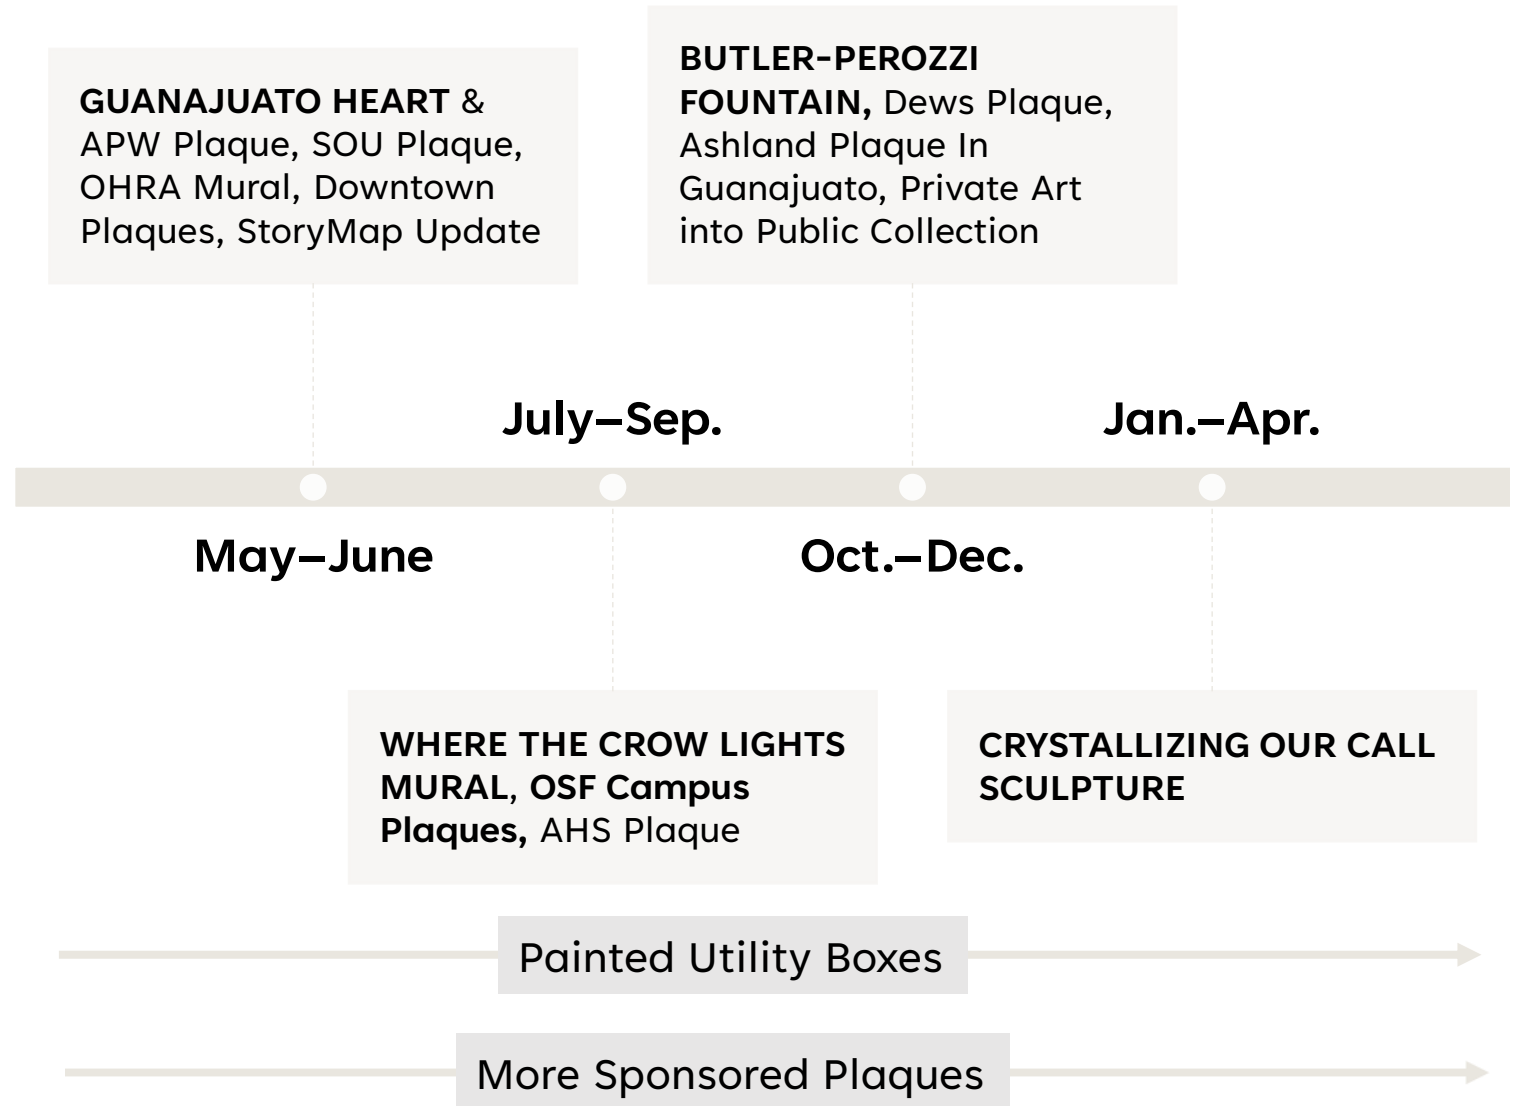 GUANAJUATO HEART &
APW Plaque, SOU Plaque,
OHRA Mural, Downtown
Plaques, StoryMap Update
BUTLER-PEROZZI
FOUNTAIN, Dews Plaque,
Ashland Plaque In
Guanajuato, Private Art
into Public Collection
July–Sep.
Jan.–Apr.
May–June
Oct.–Dec.
WHERE THE CROW LIGHTS
MURAL, OSF Campus
Plaques, AHS Plaque
CRYSTALLIZING OUR CALL
SCULPTURE
Painted Utility Boxes
More Sponsored Plaques